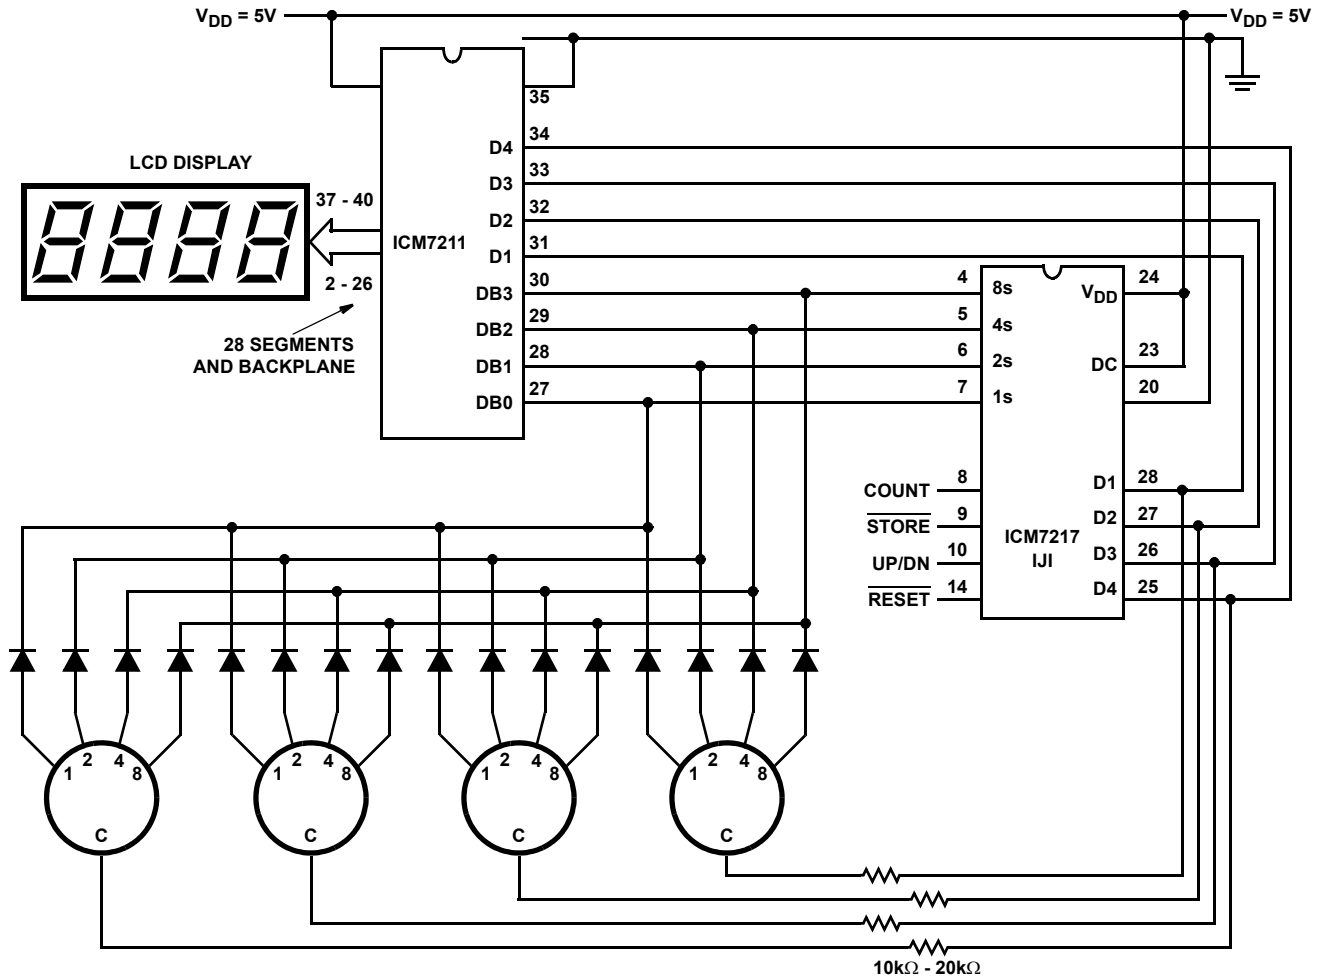 V_DD = 5V
V_DD = 5V
35
34
D4
33
LCD DISPLAY
D3
37 - 40
32
D2
31
ICM7211
D1
2 - 26
30
DB3
4
8s
24
V_DD
28 SEGMENTS
AND BACKPLANE
29
DB2
5
4s
28
DB1
6
2s
23
DC
27
DB0
7
1s
20
COUNT
8
D1
28
STORE
9
D2
27
ICM7217
IJI
UP/DN
10
D3
26
RESET
14
D4
25
1 2 4 8
1 2 4 8
1 2 4 8
1 2 4 8
C
C
C
C
10kΩ - 20kΩ